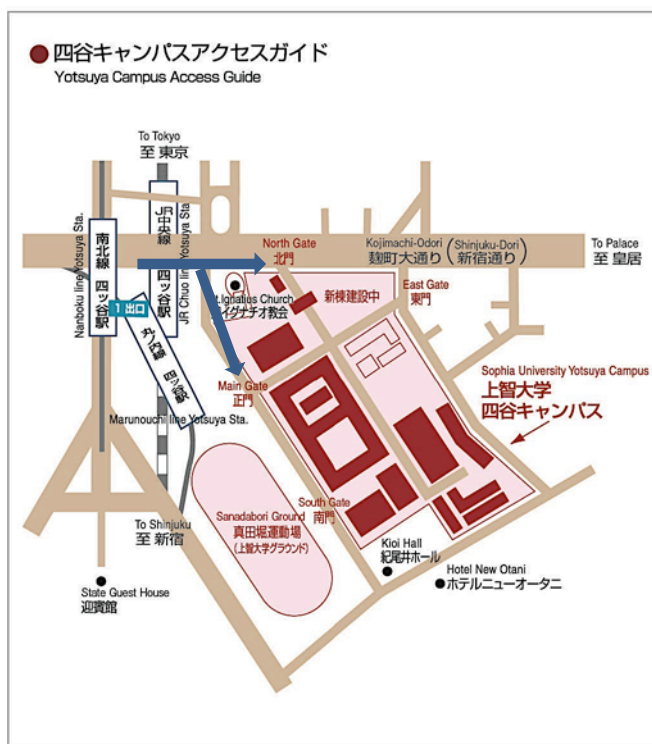 四谷キャンパスアクセスガイド
Yotsuya Campus Access Guide
To Tokyo
至 東京
Nanboku line Yotsuya Sta.
南北線 四ッ谷駅
JR中央線 四ッ谷駅
JR Chuo line Yotsuya Sta.
North Gate
北門
Kojimachi-Odori
麹町大通り
(Shinjuku-Dori
新宿通り)
To Palace
至 皇居
East Gate
東門
新棟建設中
t.Ignatius Church
イグナチオ教会
1 出口
丸ノ内線 四ッ谷駅
Marunouchi line Yotsuya Sta.
Main Gate
正門
Sophia University Yotsuya Campus
上智大学
四谷キャンパス
Sanadabori Ground
真田堀運動場
(上智大学グラウンド)
South Gate
南門
To Shinjuku
至 新宿
Kioi Hall
紀尾井ホール
Hotel New Otani
ホテルニューオータニ
State Guest House
迎賓館